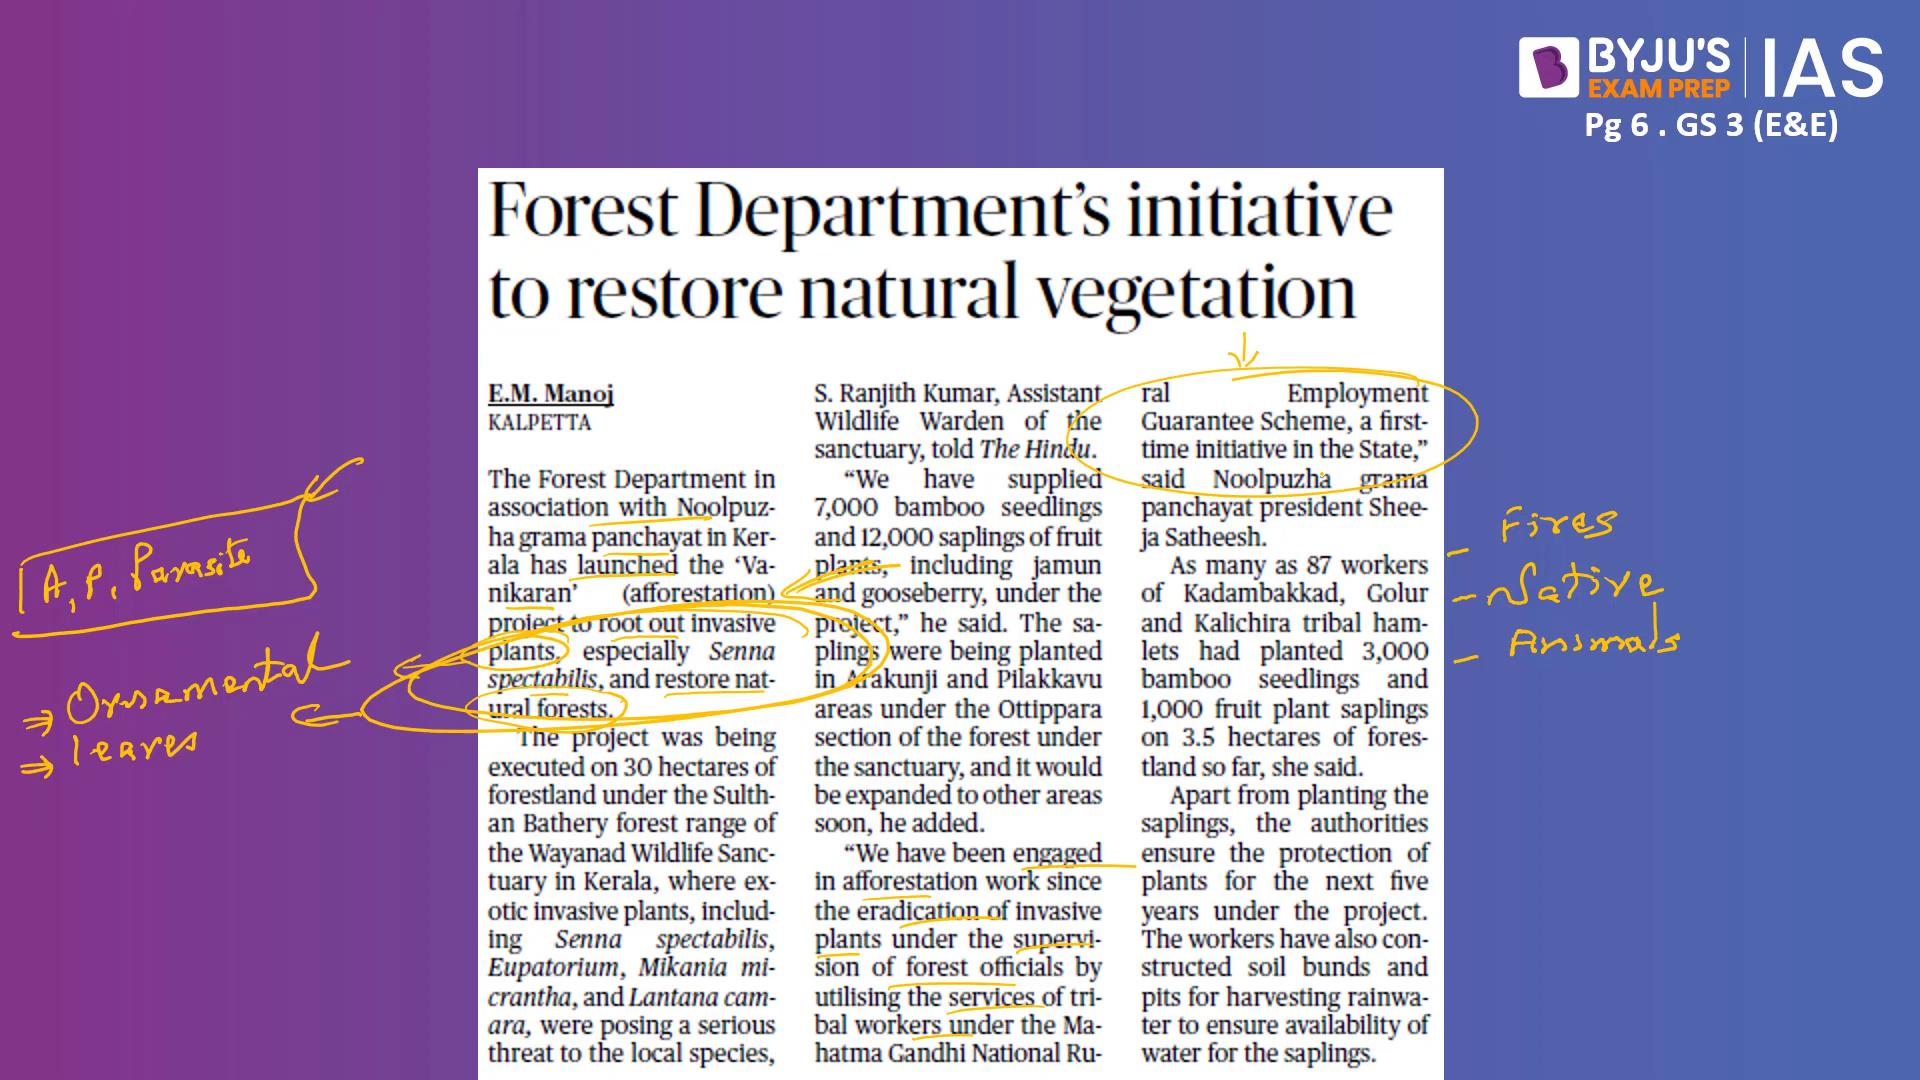 BYJU'S
EXAM PREP
IAS
Pg 6 . GS 3 (E&E)
Forest Department's initiative
to restore natural vegetation
E.M. Manoj
KALPETTA
The Forest Department in
association with Noolpuz-
ha grama panchayat in Ker-
ala has launched the 'Va-
nikaran' (afforestation)
project to root out invasive
plants, especially Senna
spectabilis, and restore nat-
ural forests.
The project was being
executed on 30 hectares of
forestland under the Sulth-
an Bathery forest range of
the Wayanad Wildlife Sanc-
tuary in Kerala, where ex-
otic invasive plants, includ-
ing Senna spectabilis,
Eupatorium, Mikania mi-
crantha, and Lantana cam-
ara, were posing a serious
threat to the local species,
S. Ranjith Kumar, Assistant
Wildlife Warden of the
sanctuary, told The Hindu.
"We have supplied
7,000 bamboo seedlings
and 12,000 saplings of fruit
plants, including jamun
and gooseberry, under the
project," he said. The sa-
plings were being planted
in Arakunji and Pilakkavu
areas under the Ottippara
section of the forest under
the sanctuary, and it would
be expanded to other areas
soon, he added.
"We have been engaged
in afforestation work since
the eradication of invasive
plants under the supervi-
sion of forest officials by
utilising the services of tri-
bal workers under the Ma-
hatma Gandhi National Ru-
ral Employment
Guarantee Scheme, a first-
time initiative in the State,"
said Noolpuzha grama
panchayat president Shee-
ja Satheesh.
As many as 87 workers
of Kadambakkad, Golur
and Kalichira tribal ham-
lets had planted 3,000
bamboo seedlings and
1,000 fruit plant saplings
on 3.5 hectares of fores-
tland so far, she said.
Apart from planting the
saplings, the authorities
ensure the protection of
plants for the next five
years under the project.
The workers have also con-
structed soil bunds and
pits for harvesting rainwa-
ter to ensure availability of
water for the saplings.
A, P, Parasite
⇒ Ornamental
⇒ leaves
- Fires
- Native
- Animals